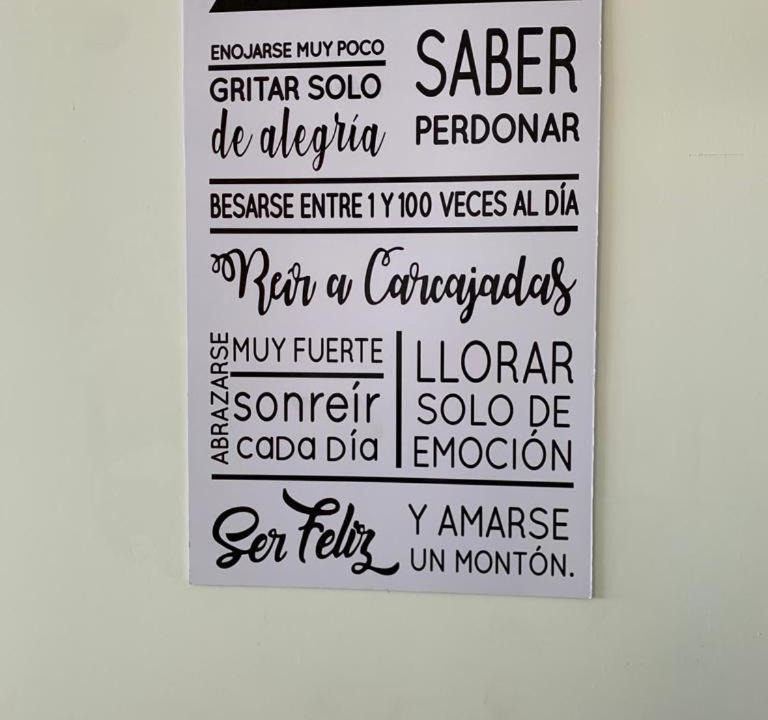 ENOJARSE MUY POCO
GRITAR SOLO
de alegría
SABER
PERDONAR
BESARSE ENTRE 1 Y 100 VECES AL DÍA
Reír a Carcajadas
ABRAZARSE
MUY FUERTE
sonreír
cada día
LLORAR
SOLO DE
EMOCIÓN
Ser Feliz
Y AMARSE
UN MONTÓN.